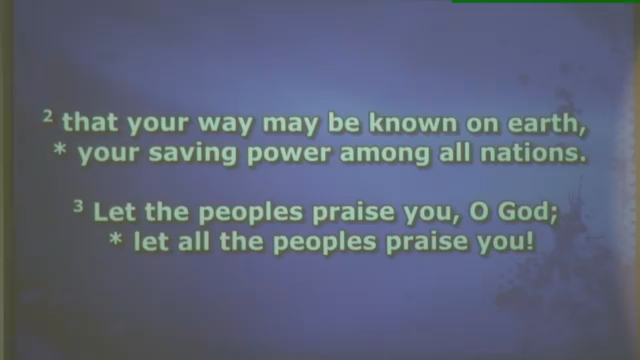 2 that your way may be known on earth,
* your saving power among all nations.
3 Let the peoples praise you, O God;
* let all the peoples praise you!